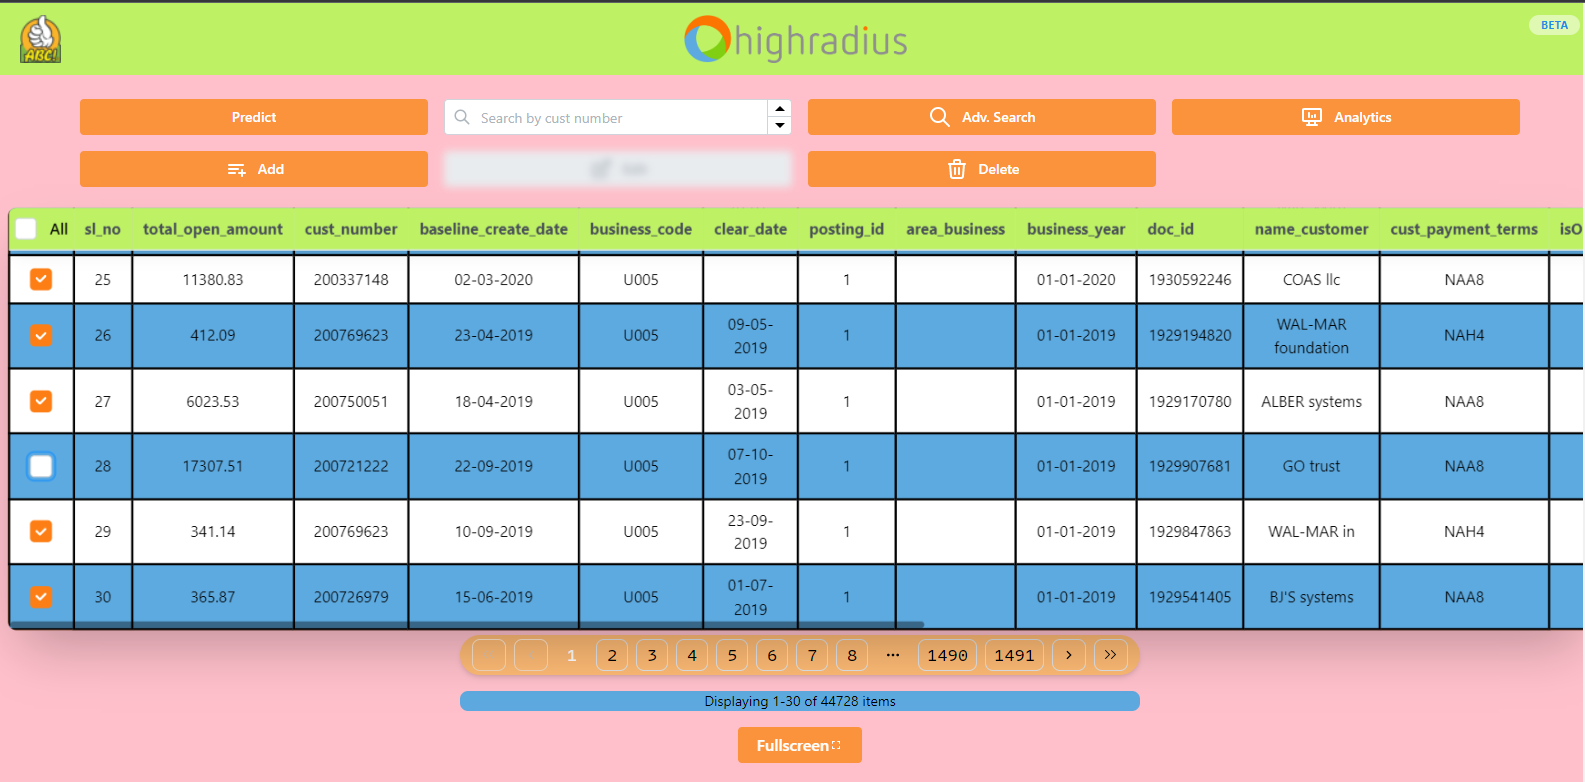 ABC!
highradius
BETA
Predict
Search by cust number
Adv. Search
Analytics
Add
Delete
All sl_no total_open_amount cust_number baseline_create_date business_code clear_date posting_id area_business business_year doc_id name_customer cust_payment_terms isO
25 11380.83 200337148 02-03-2020 U005 1 01-01-2020 1930592246 COAS llc NAA8
26 412.09 200769623 23-04-2019 U005 09-05-2019 1 01-01-2019 1929194820 WAL-MAR foundation NAH4
27 6023.53 200750051 18-04-2019 U005 03-05-2019 1 01-01-2019 1929170780 ALBER systems NAA8
28 17307.51 200721222 22-09-2019 U005 07-10-2019 1 01-01-2019 1929907681 GO trust NAA8
29 341.14 200769623 10-09-2019 U005 23-09-2019 1 01-01-2019 1929847863 WAL-MAR in NAH4
30 365.87 200726979 15-06-2019 U005 01-07-2019 1 01-01-2019 1929541405 BJ'S systems NAA8
1 2 3 4 5 6 7 8 ··· 1490 1491 > >>
Displaying 1-30 of 44728 items
Fullscreen